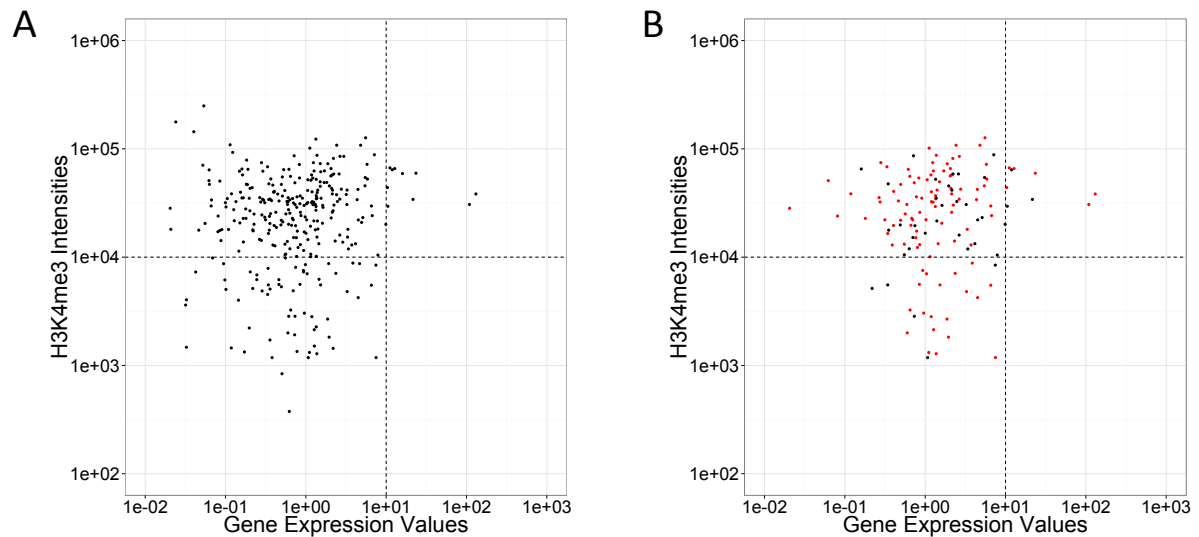 A
1e+06
1e+05
1e+04
1e+03
1e+02
H3K4me3 Intensities
1e-02 1e-01 1e+00 1e+01 1e+02 1e+03
Gene Expression Values
B
1e+06
1e+05
1e+04
1e+03
1e+02
H3K4me3 Intensities
1e-02 1e-01 1e+00 1e+01 1e+02 1e+03
Gene Expression Values